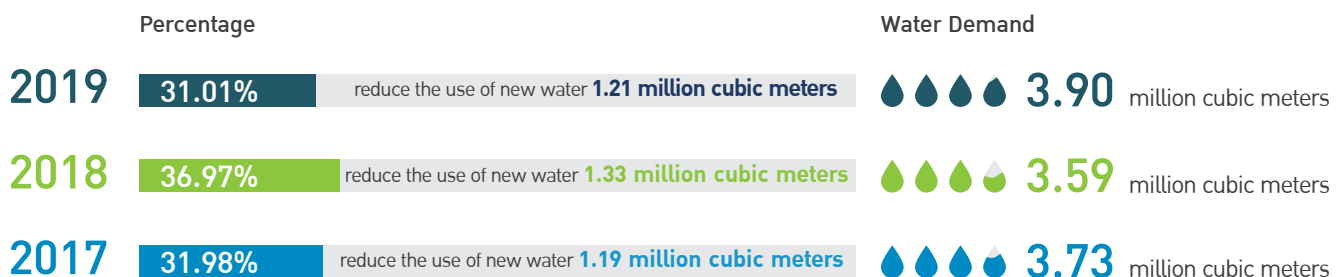 Percentage Water Demand
2019 31.01% reduce the use of new water 1.21 million cubic meters 3.90 million cubic meters
2018 36.97% reduce the use of new water 1.33 million cubic meters 3.59 million cubic meters
2017 31.98% reduce the use of new water 1.19 million cubic meters 3.73 million cubic meters